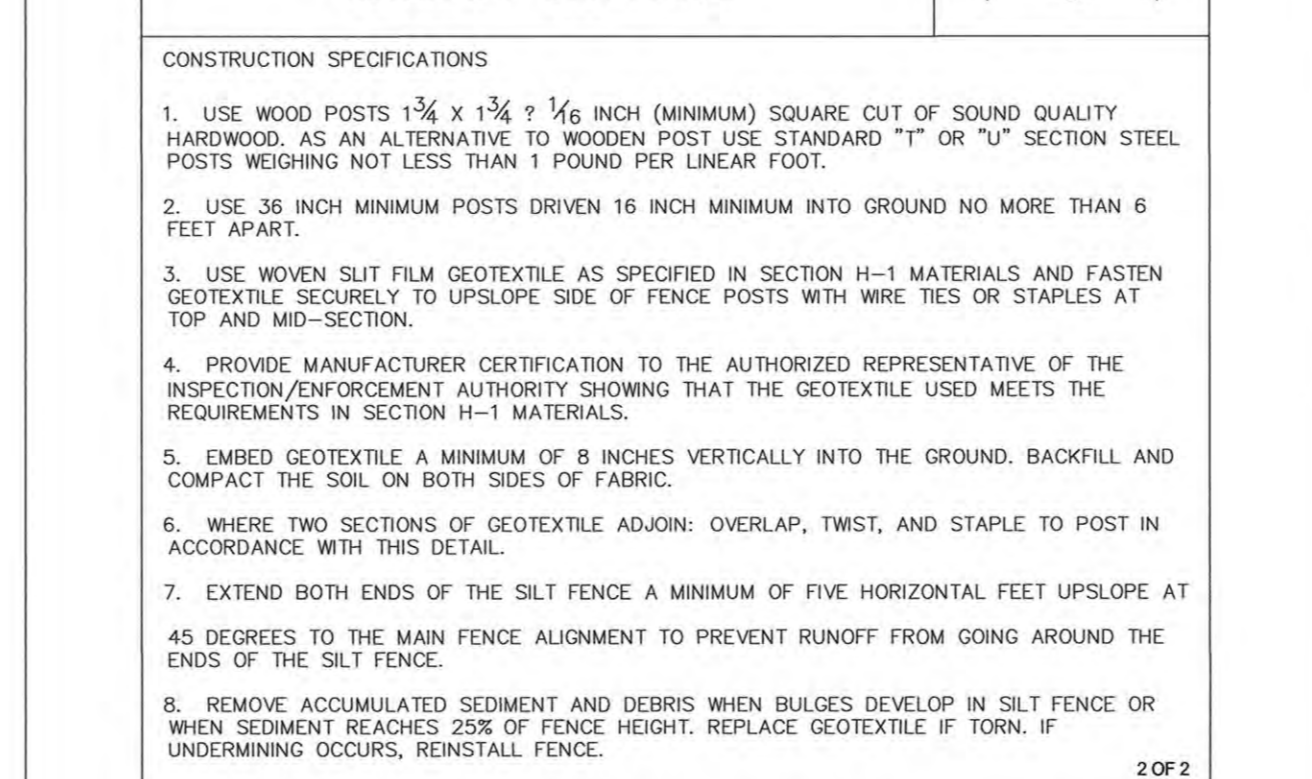 CONSTRUCTION SPECIFICATIONS
1. USE WOOD POSTS 1¾ X 1¾ ? 1⁄16 INCH (MINIMUM) SQUARE CUT OF SOUND QUALITY
HARDWOOD. AS AN ALTERNATIVE TO WOODEN POST USE STANDARD "T" OR "U" SECTION STEEL
POSTS WEIGHING NOT LESS THAN 1 POUND PER LINEAR FOOT.
2. USE 36 INCH MINIMUM POSTS DRIVEN 16 INCH MINIMUM INTO GROUND NO MORE THAN 6
FEET APART.
3. USE WOVEN SLIT FILM GEOTEXTILE AS SPECIFIED IN SECTION H-1 MATERIALS AND FASTEN
GEOTEXTILE SECURELY TO UPSLOPE SIDE OF FENCE POSTS WITH WIRE TIES OR STAPLES AT
TOP AND MID-SECTION.
4. PROVIDE MANUFACTURER CERTIFICATION TO THE AUTHORIZED REPRESENTATIVE OF THE
INSPECTION/ENFORCEMENT AUTHORITY SHOWING THAT THE GEOTEXTILE USED MEETS THE
REQUIREMENTS IN SECTION H-1 MATERIALS.
5. EMBED GEOTEXTILE A MINIMUM OF 8 INCHES VERTICALLY INTO THE GROUND. BACKFILL AND
COMPACT THE SOIL ON BOTH SIDES OF FABRIC.
6. WHERE TWO SECTIONS OF GEOTEXTILE ADJOIN: OVERLAP, TWIST, AND STAPLE TO POST IN
ACCORDANCE WITH THIS DETAIL.
7. EXTEND BOTH ENDS OF THE SILT FENCE A MINIMUM OF FIVE HORIZONTAL FEET UPSLOPE AT
45 DEGREES TO THE MAIN FENCE ALIGNMENT TO PREVENT RUNOFF FROM GOING AROUND THE
ENDS OF THE SILT FENCE.
8. REMOVE ACCUMULATED SEDIMENT AND DEBRIS WHEN BULGES DEVELOP IN SILT FENCE OR
WHEN SEDIMENT REACHES 25% OF FENCE HEIGHT. REPLACE GEOTEXTILE IF TORN. IF
UNDERMINING OCCURS, REINSTALL FENCE.
2 OF 2